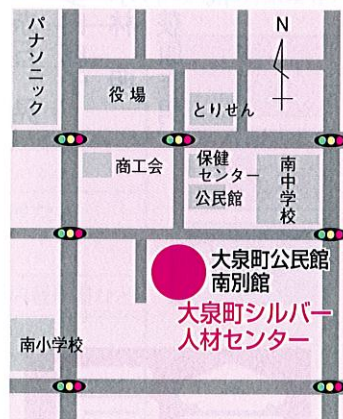 パナソニック
N
役場
とりせん
商工会
保健
センター
公民館
南中学校
大泉町公民館
南別館
大泉町シルバー
人材センター
南小学校